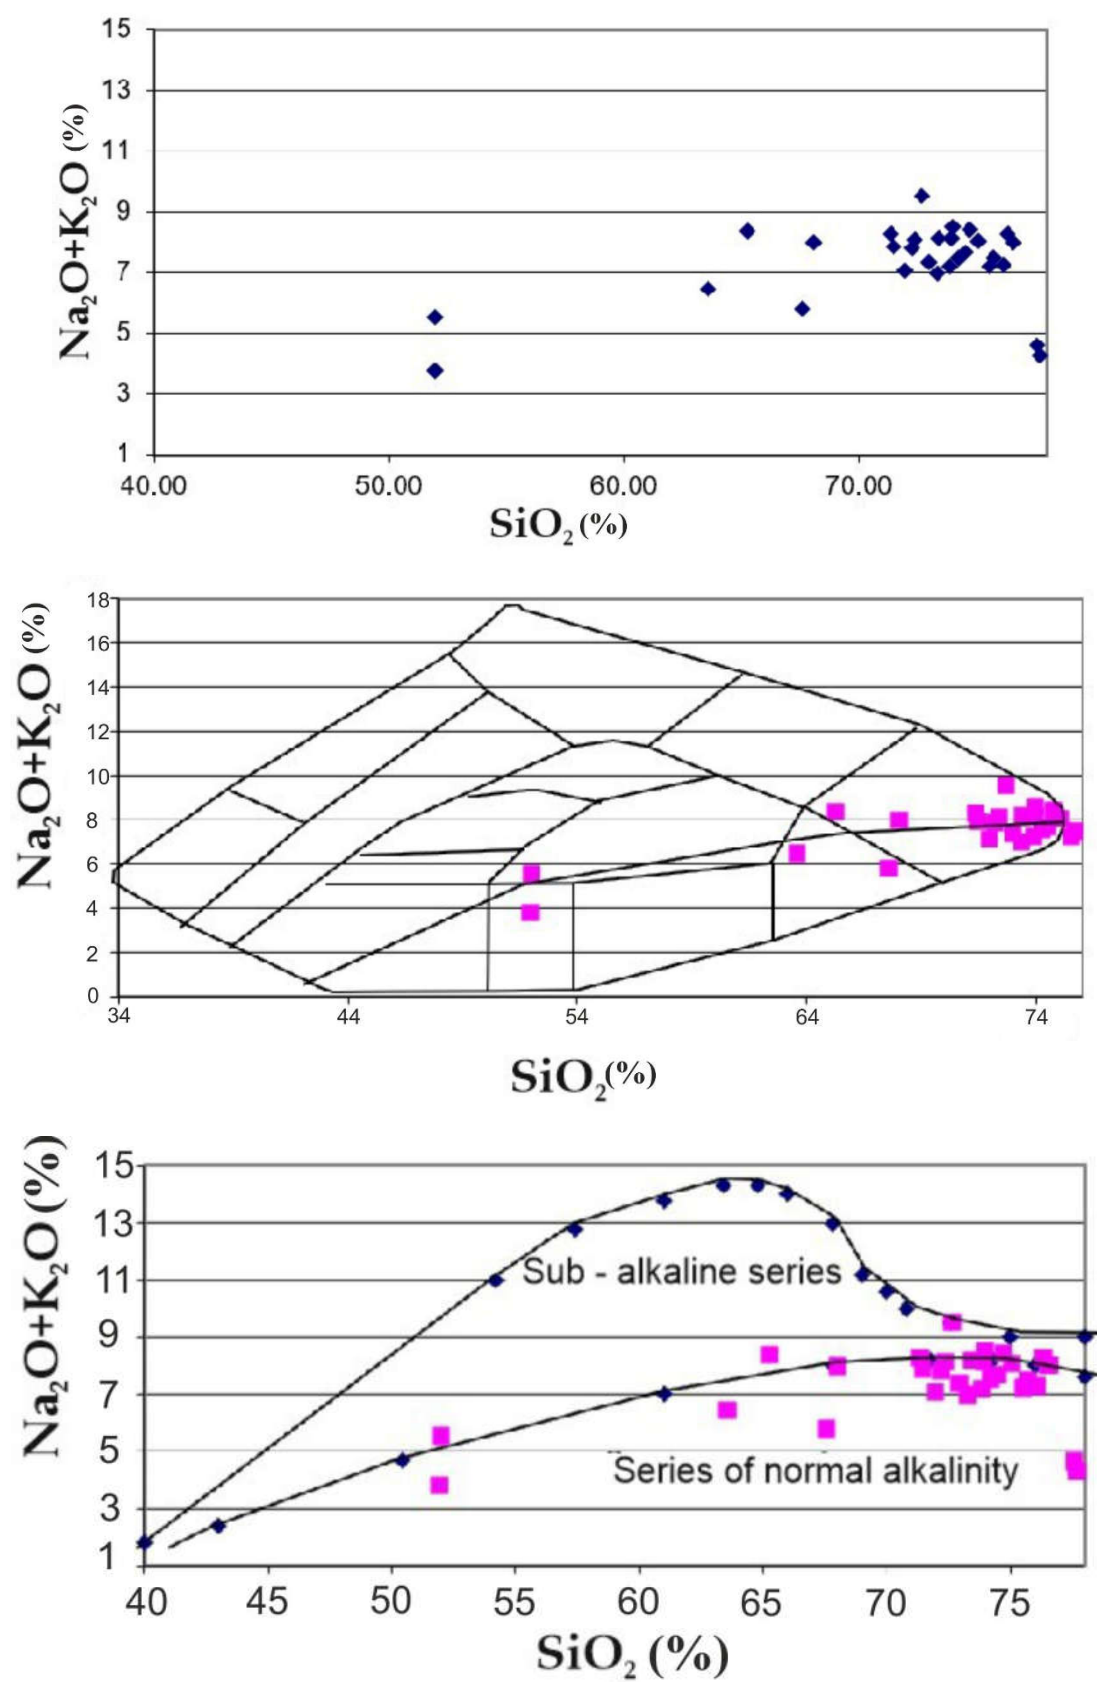 15
13
11
9
7
5
3
1
Na₂O+K₂O (%)
40.00 50.00 60.00 70.00
SiO₂ (%)
18
16
14
12
10
8
6
4
2
0
Na₂O+K₂O (%)
34 44 54 64 74
SiO₂(%)
15
13
11
9
7
5
3
1
Na₂O+K₂O (%)
Sub - alkaline series
Series of normal alkalinity
40 45 50 55 60 65 70 75
SiO₂ (%)